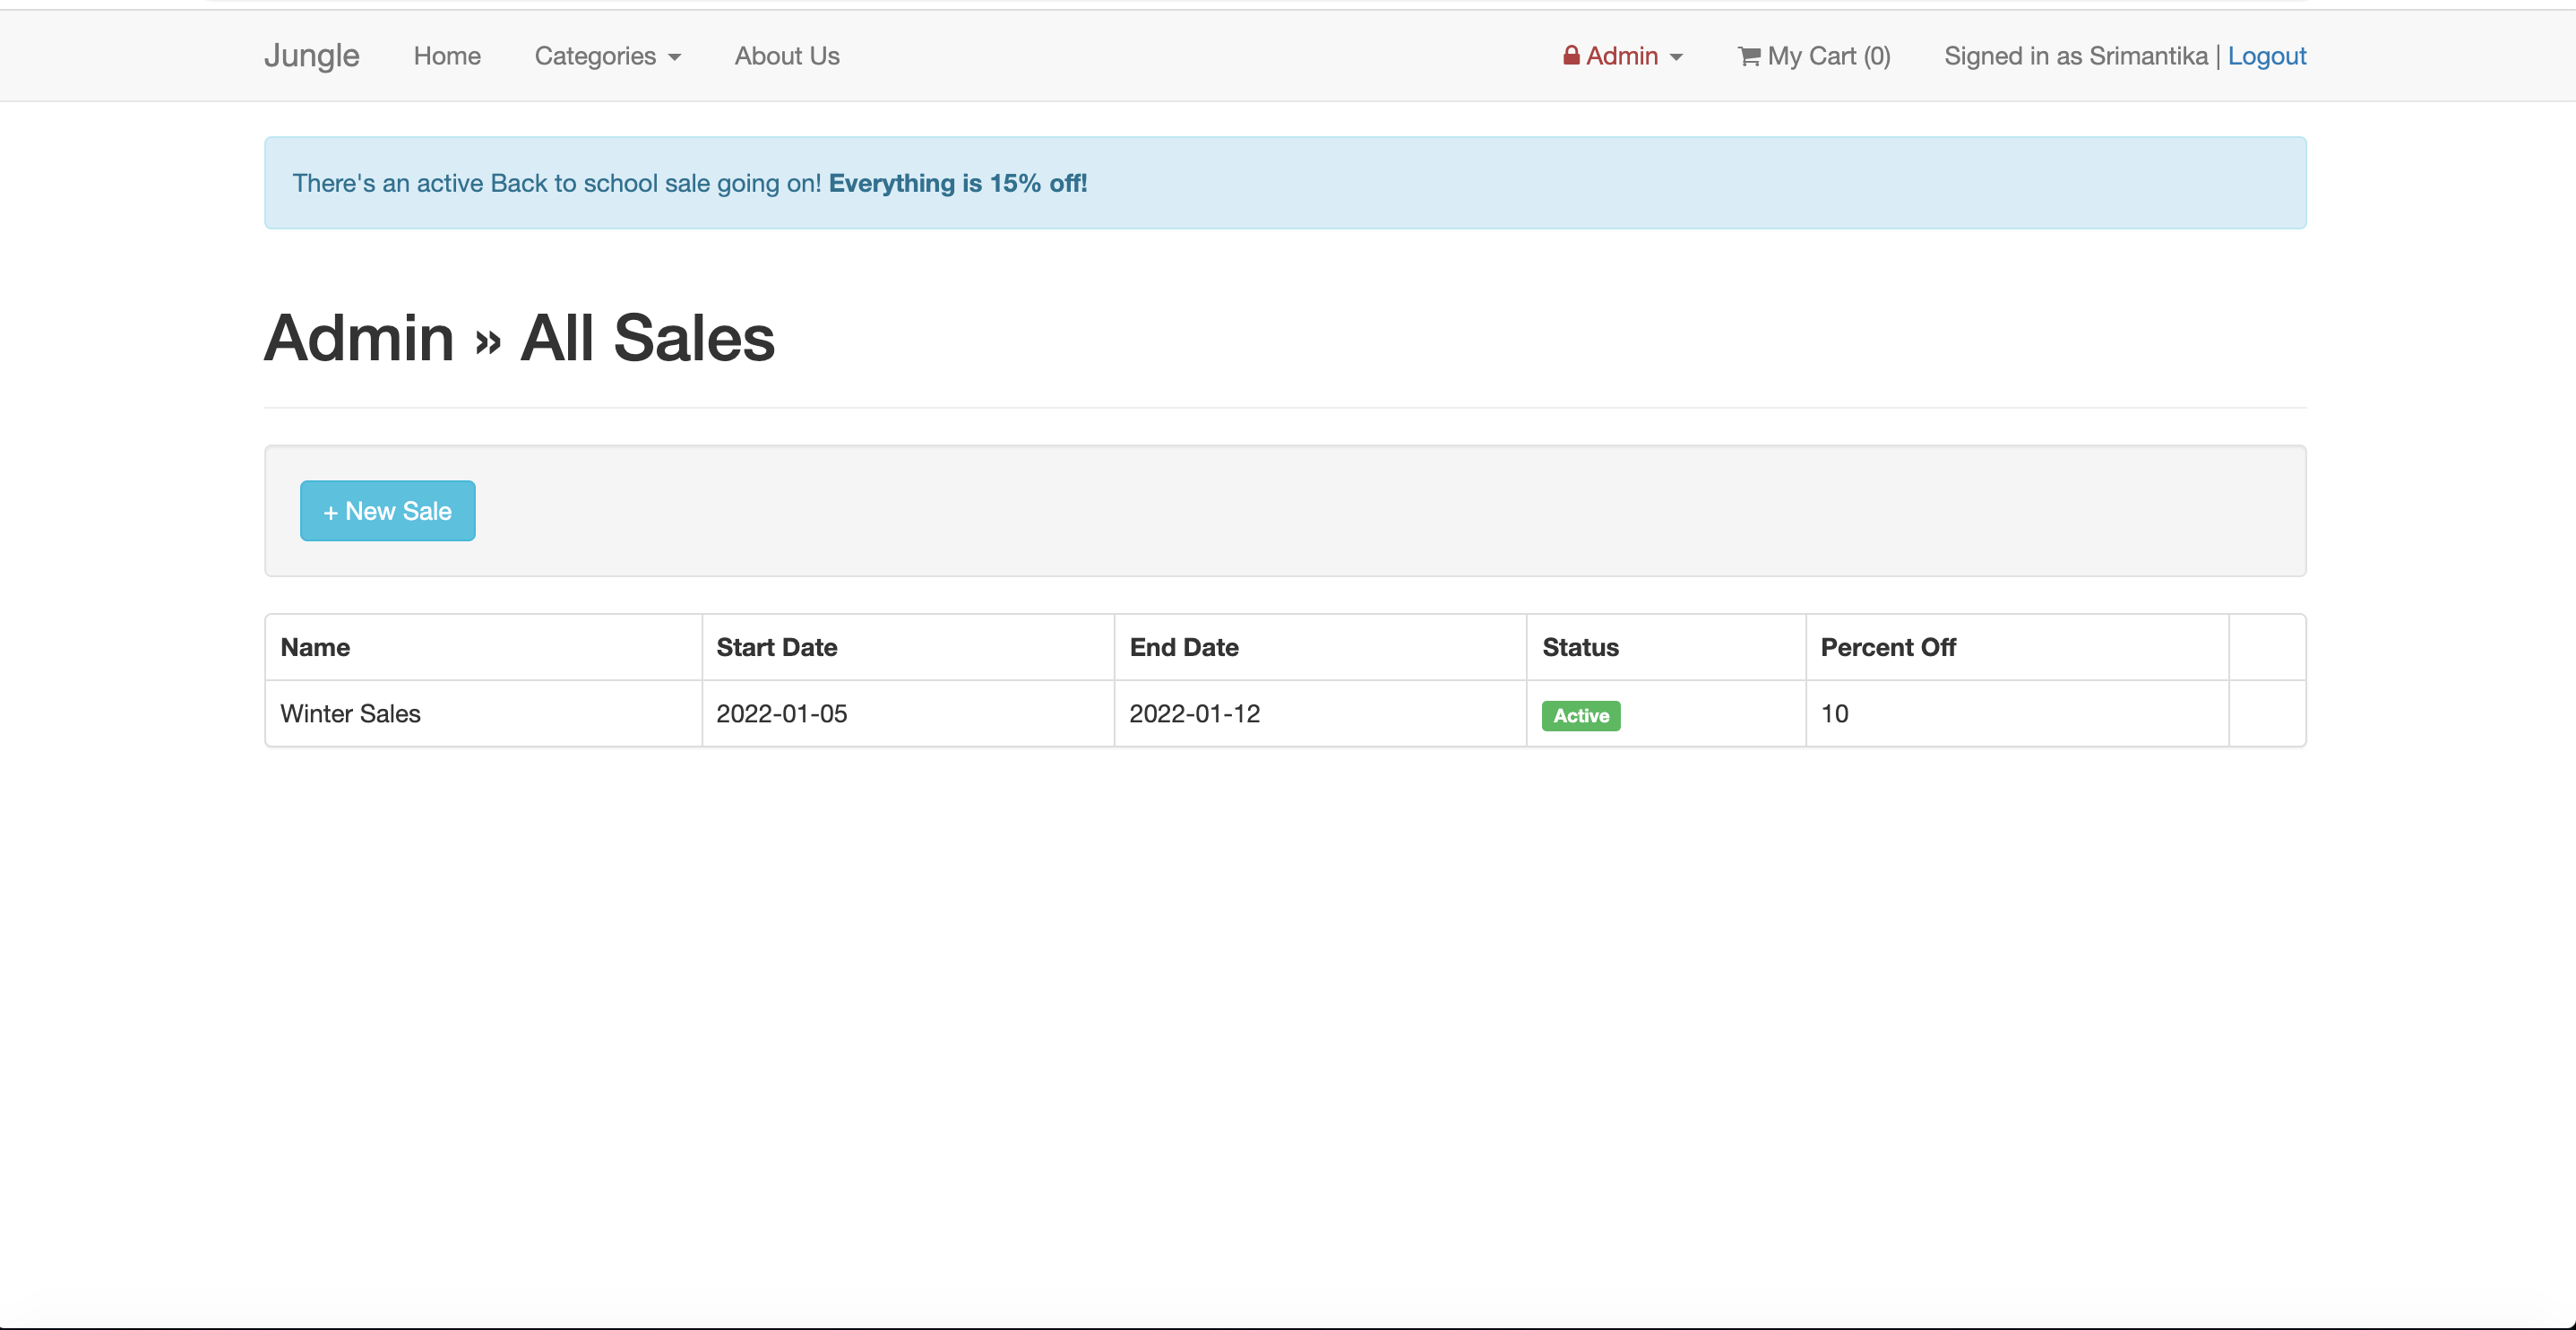 Jungle Home Categories About Us Admin My Cart (0) Signed in as Srimantika | Logout
There's an active Back to school sale going on! Everything is 15% off!
Admin » All Sales
+ New Sale
Name Start Date End Date Status Percent Off
Winter Sales 2022-01-05 2022-01-12 Active 10